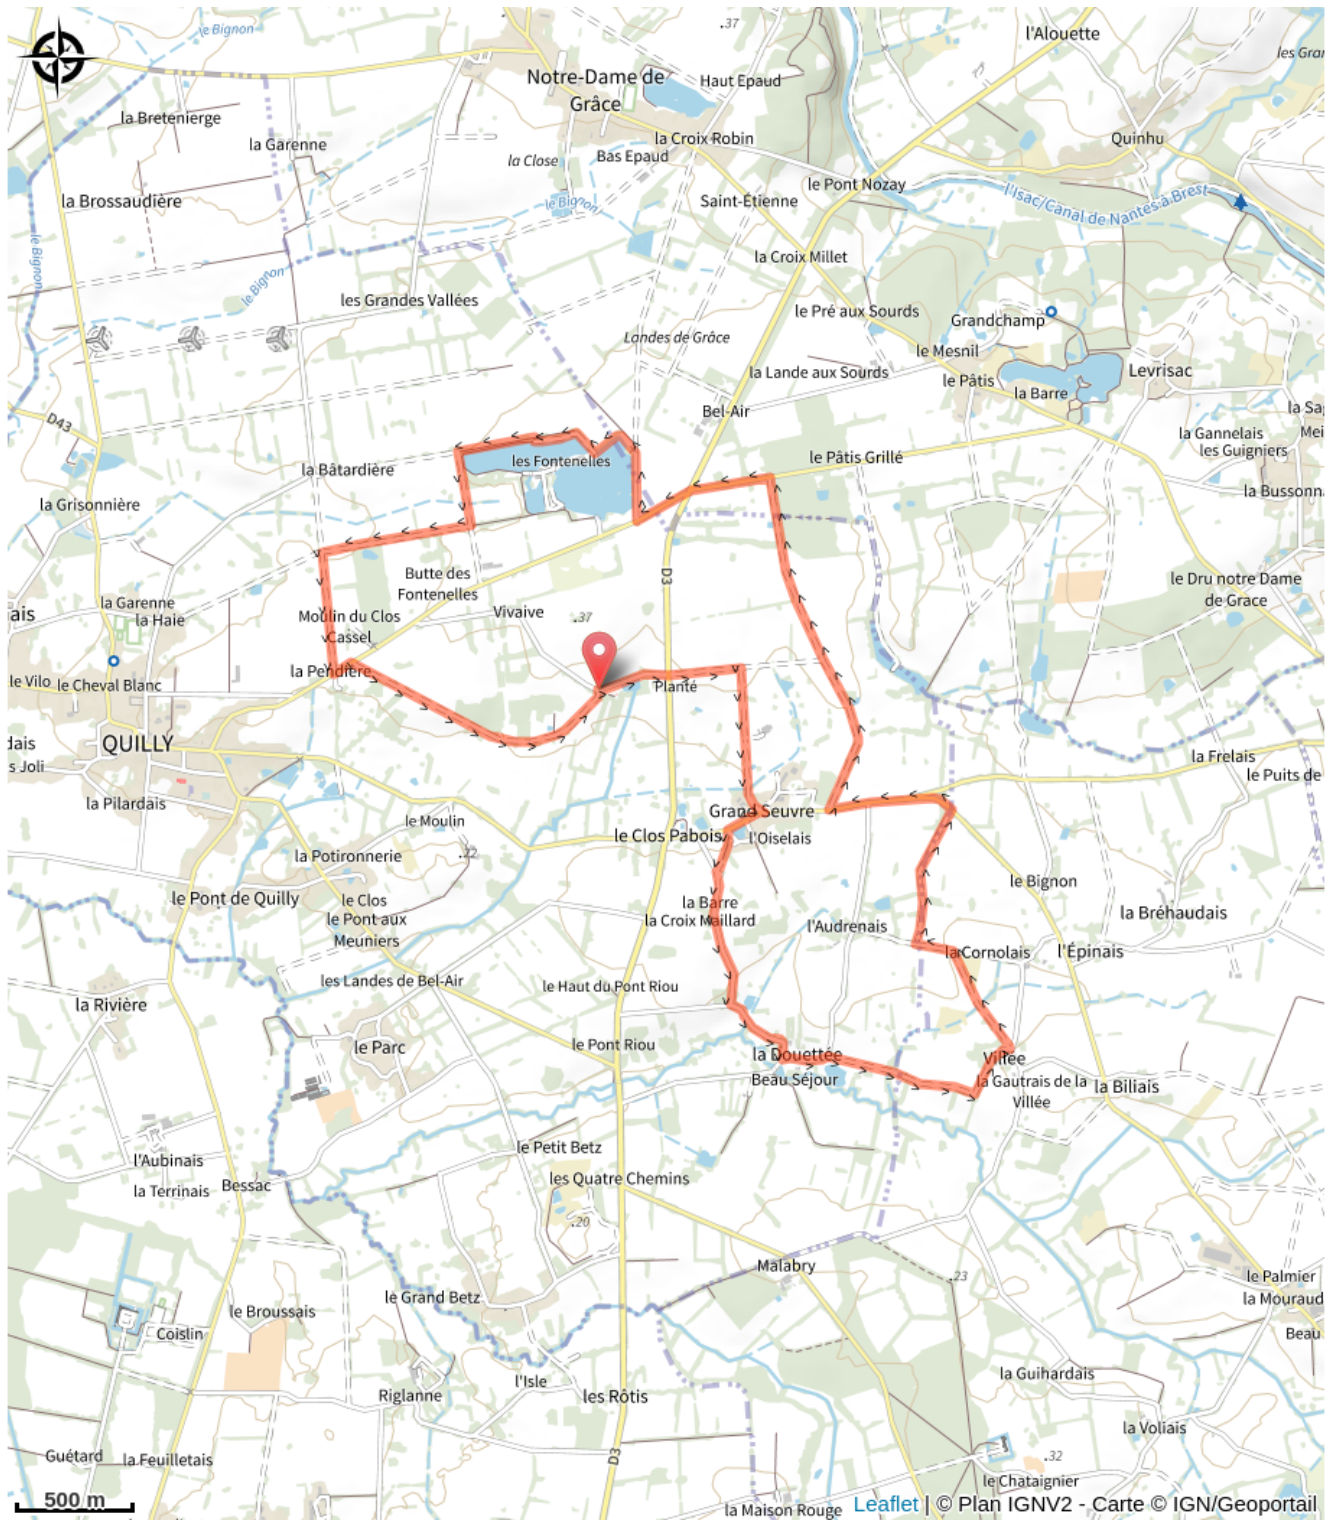 le Bignon
.37
l'Alouette
les Gra
Notre-Dame de
Grâce
Haut Epaud
la Bretenierge
la Garenne
la Croix Robin
Quinhu
la Close
Bas Epaud
le Pont Nozay
la Brossaudière
Saint-Étienne
le Bignon
l'Isac/Canal de Nantes à Brest
le Bignon
la Croix Millet
le Bignon
les Grandes Vallées
le Pré aux Sourds
Grandchamp
Landes de Grâce
le Mesnil
la Lande aux Sourds
le Pâtis
Levrisac
la Barre
Bel-Air
la Sa
D43
la Gannelais
Mei
les Guigniers
les Fontenelles
le Pâtis Grillé
la Bâtardière
la Grisonnière
la Bussonn
Butte des
Fontenelles
D3
le Dru notre Dame
de Grace
la Garenne
ais
la Haie
Moulin du Clos
Cassel
Vivaive
.37
la Pendière
le Vilo
le Cheval Blanc
Planté
QUILLY
dais
s Joli
la Frelais
le Puits de
la Pilardais
Grand Seuvre
le Moulin
le Clos Pabois
l'Oiselais
la Potironnerie
.22
le Bignon
le Pont de Quilly
le Clos
le Pont aux
Meuniers
la Barre
la Croix Maillard
l'Audrenais
la Bréhaudais
la Cornolais
l'Épinais
les Landes de Bel-Air
le Haut du Pont Riou
la Rivière
le Parc
le Pont Riou
la Douettée
Villée
Beau Séjour
la Gautrais de la
Villée
la Biliais
le Petit Betz
l'Aubinais
la Terrinais
Bessac
les Quatre Chemins
.20
Malabry
.23
le Palmier
la Mouraud
le Grand Betz
le Broussais
Coislin
Beau
l'Isle
la Guihardais
Riglanne
les Rôtis
la Voliais
D3
Guétard
la Feuilletais
.32
le Chataignier
500 m
la Maison Rouge
Leaflet | © Plan IGNV2 - Carte © IGN/Geoportail